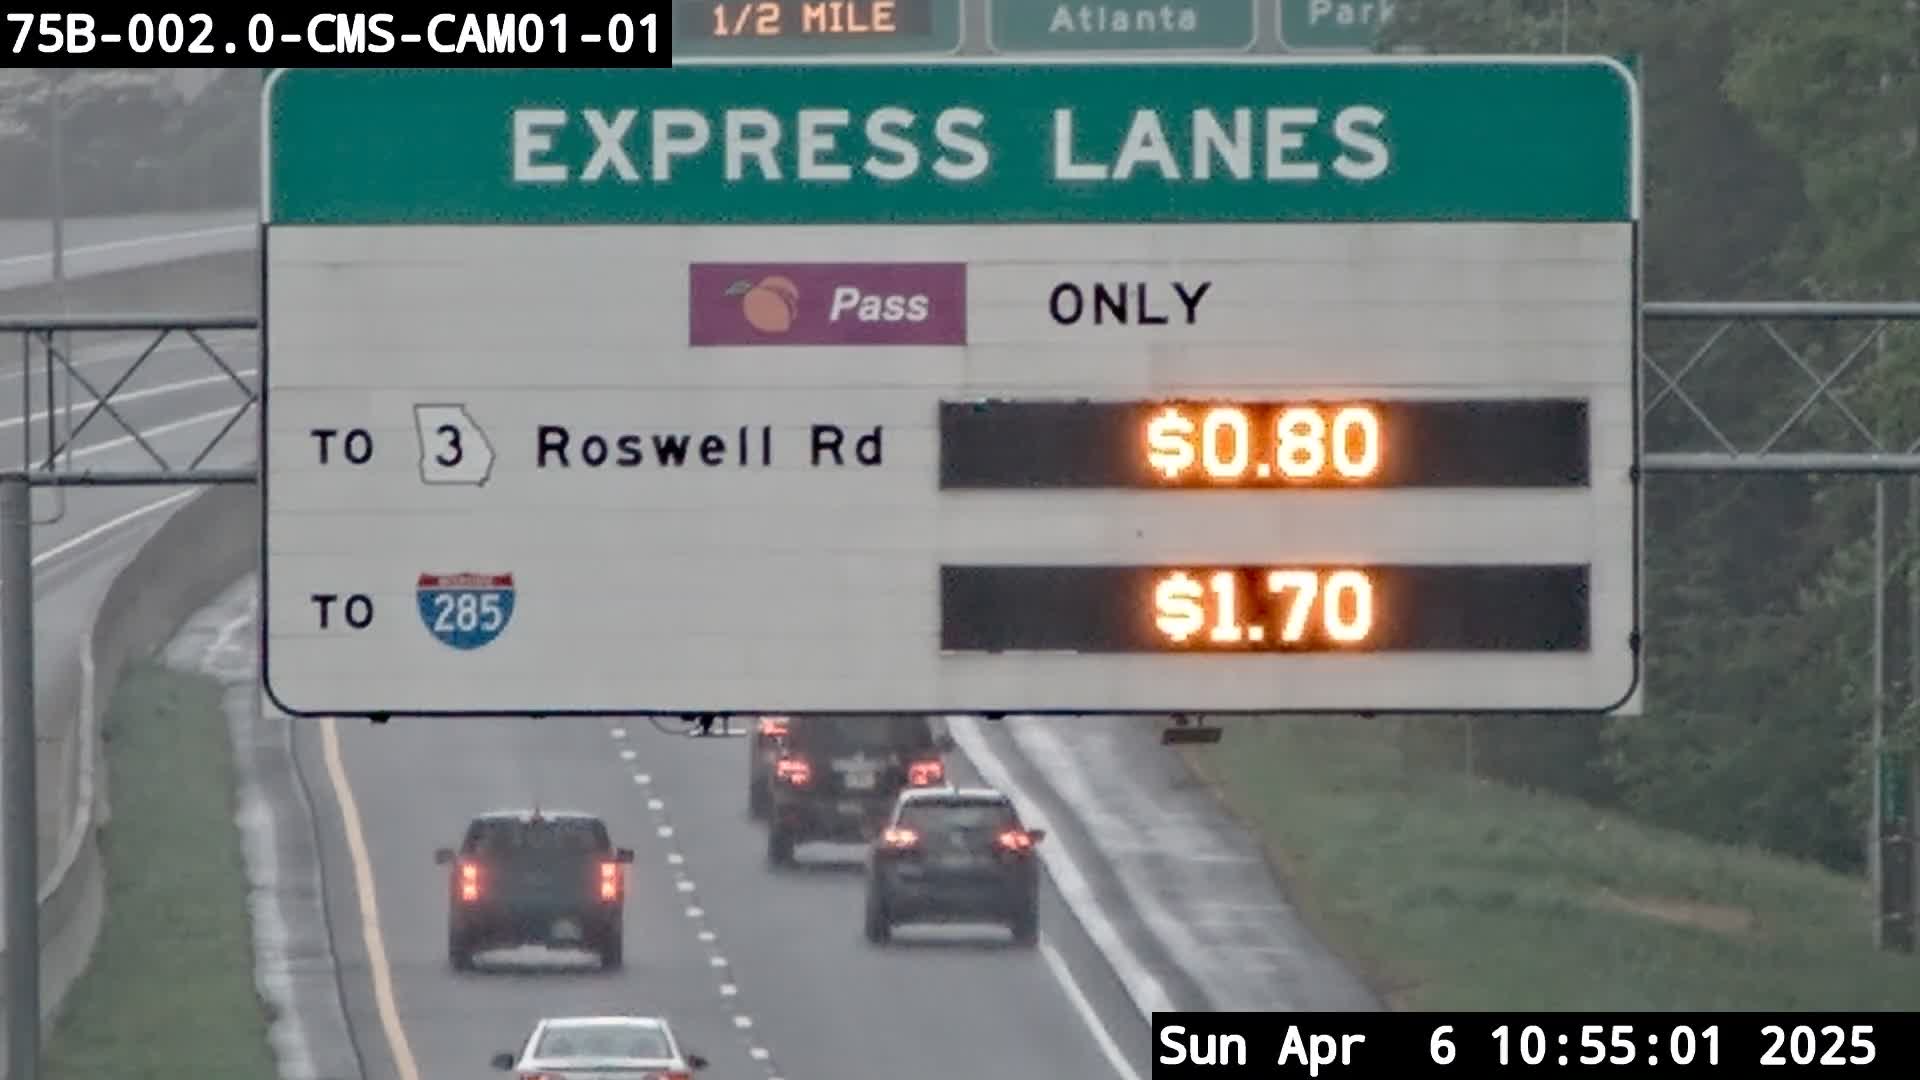 75B-002.0-CMS-CAM01-01
1/2 MILE
Atlanta
Park
EXPRESS LANES
Pass ONLY
TO 3 Roswell Rd $0.80
TO 285 $1.70
Sun Apr 6 10:55:01 2025